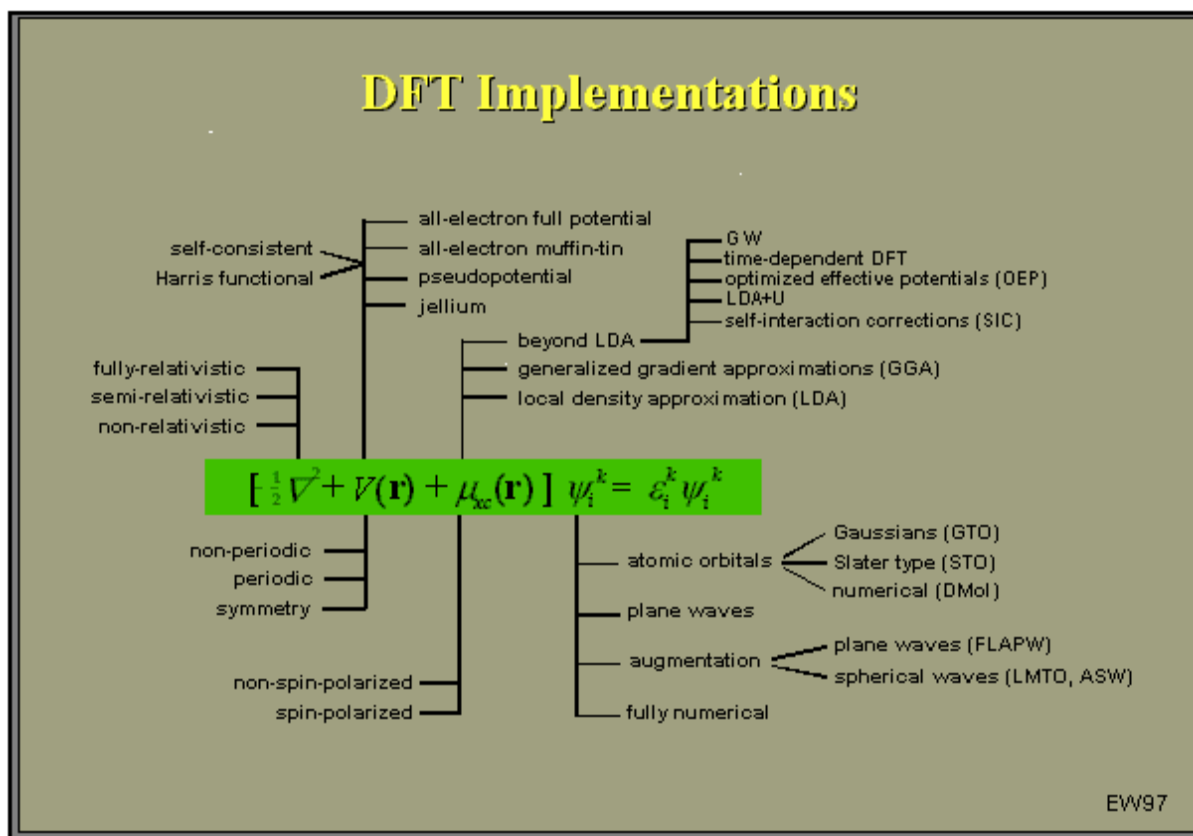 DFT Implementations
all-electron full potential
self-consistent
all-electron muffin-tin
Harris functional
pseudopotential
jellium
GW
time-dependent DFT
optimized effective potentials (OEP)
LDA+U
self-interaction corrections (SIC)
beyond LDA
generalized gradient approximations (GGA)
local density approximation (LDA)
fully-relativistic
semi-relativistic
non-relativistic
[-½∇²+ V(r) + μxc(r) ] ψᵢᵏ = εᵢᵏ ψᵢᵏ
non-periodic
periodic
symmetry
non-spin-polarized
spin-polarized
atomic orbitals
Gaussians (GTO)
Slater type (STO)
numerical (DMol)
plane waves
augmentation
plane waves (FLAPW)
spherical waves (LMTO, ASW)
fully numerical
EW97